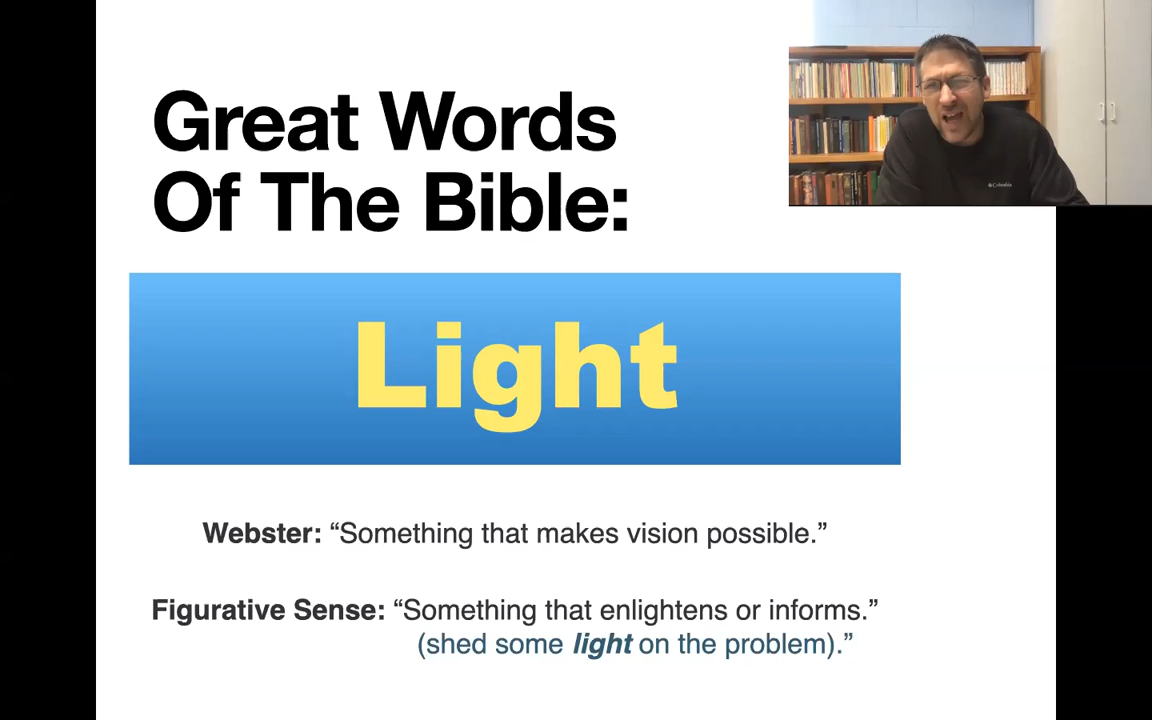 Great Words
Of The Bible:
Light
Webster: “Something that makes vision possible.”
Figurative Sense: “Something that enlightens or informs.”
(shed some light on the problem).”
Columbia